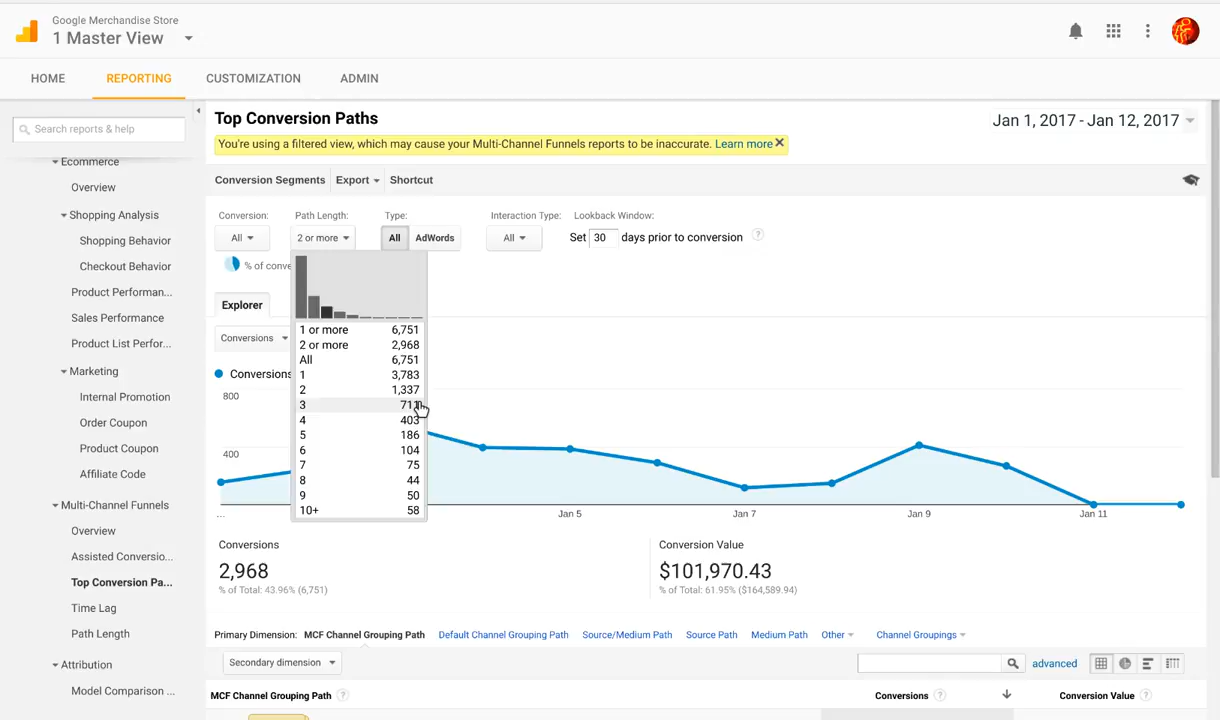 Google Merchandise Store
1 Master View
HOME REPORTING CUSTOMIZATION ADMIN
Search reports & help
Ecommerce
Overview
Shopping Analysis
Shopping Behavior
Checkout Behavior
Product Performan...
Sales Performance
Product List Perfor...
Marketing
Internal Promotion
Order Coupon
Product Coupon
Affiliate Code
Multi-Channel Funnels
Overview
Assisted Conversio...
Top Conversion Pa...
Time Lag
Path Length
Attribution
Model Comparison ...
Top Conversion Paths
Jan 1, 2017 - Jan 12, 2017
You're using a filtered view, which may cause your Multi-Channel Funnels reports to be inaccurate. Learn more
Conversion Segments Export Shortcut
Conversion: Path Length: Type: Interaction Type: Lookback Window:
All 2 or more All AdWords All Set 30 days prior to conversion ?
% of conve
Explorer
Conversions
Conversions
1 or more 6,751
2 or more 2,968
All 6,751
1 3,783
2 1,337
3 711
4 403
5 186
6 104
7 75
8 44
9 50
10+ 58
800
400
... Jan 5 Jan 7 Jan 9 Jan 11
Conversions
2,968
% of Total: 43.96% (6,751)
Conversion Value
$101,970.43
% of Total: 61.95% ($164,589.94)
Primary Dimension: MCF Channel Grouping Path Default Channel Grouping Path Source/Medium Path Source Path Medium Path Other Channel Groupings
Secondary dimension advanced
MCF Channel Grouping Path ? Conversions ? Conversion Value ?